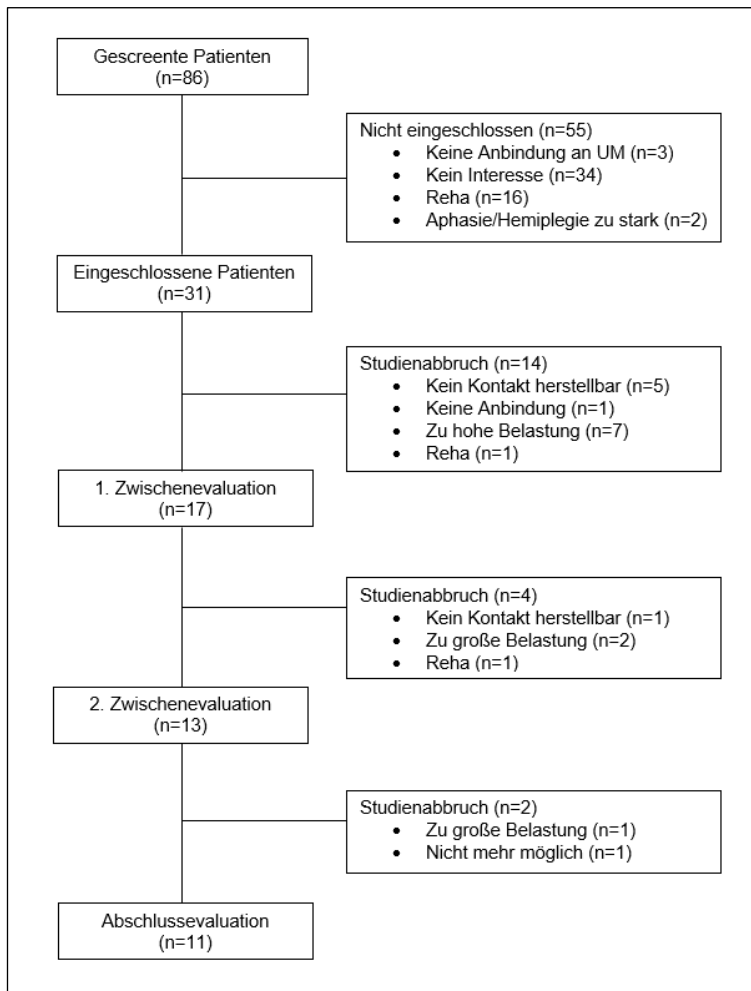 Gescreente Patienten
(n=86)
Nicht eingeschlossen (n=55)
• Keine Anbindung an UM (n=3)
• Kein Interesse (n=34)
• Reha (n=16)
• Aphasie/Hemiplegie zu stark (n=2)
Eingeschlossene Patienten
(n=31)
Studienabbruch (n=14)
• Kein Kontakt herstellbar (n=5)
• Keine Anbindung (n=1)
• Zu hohe Belastung (n=7)
• Reha (n=1)
1. Zwischenevaluation
(n=17)
Studienabbruch (n=4)
• Kein Kontakt herstellbar (n=1)
• Zu große Belastung (n=2)
• Reha (n=1)
2. Zwischenevaluation
(n=13)
Studienabbruch (n=2)
• Zu große Belastung (n=1)
• Nicht mehr möglich (n=1)
Abschlussevaluation
(n=11)